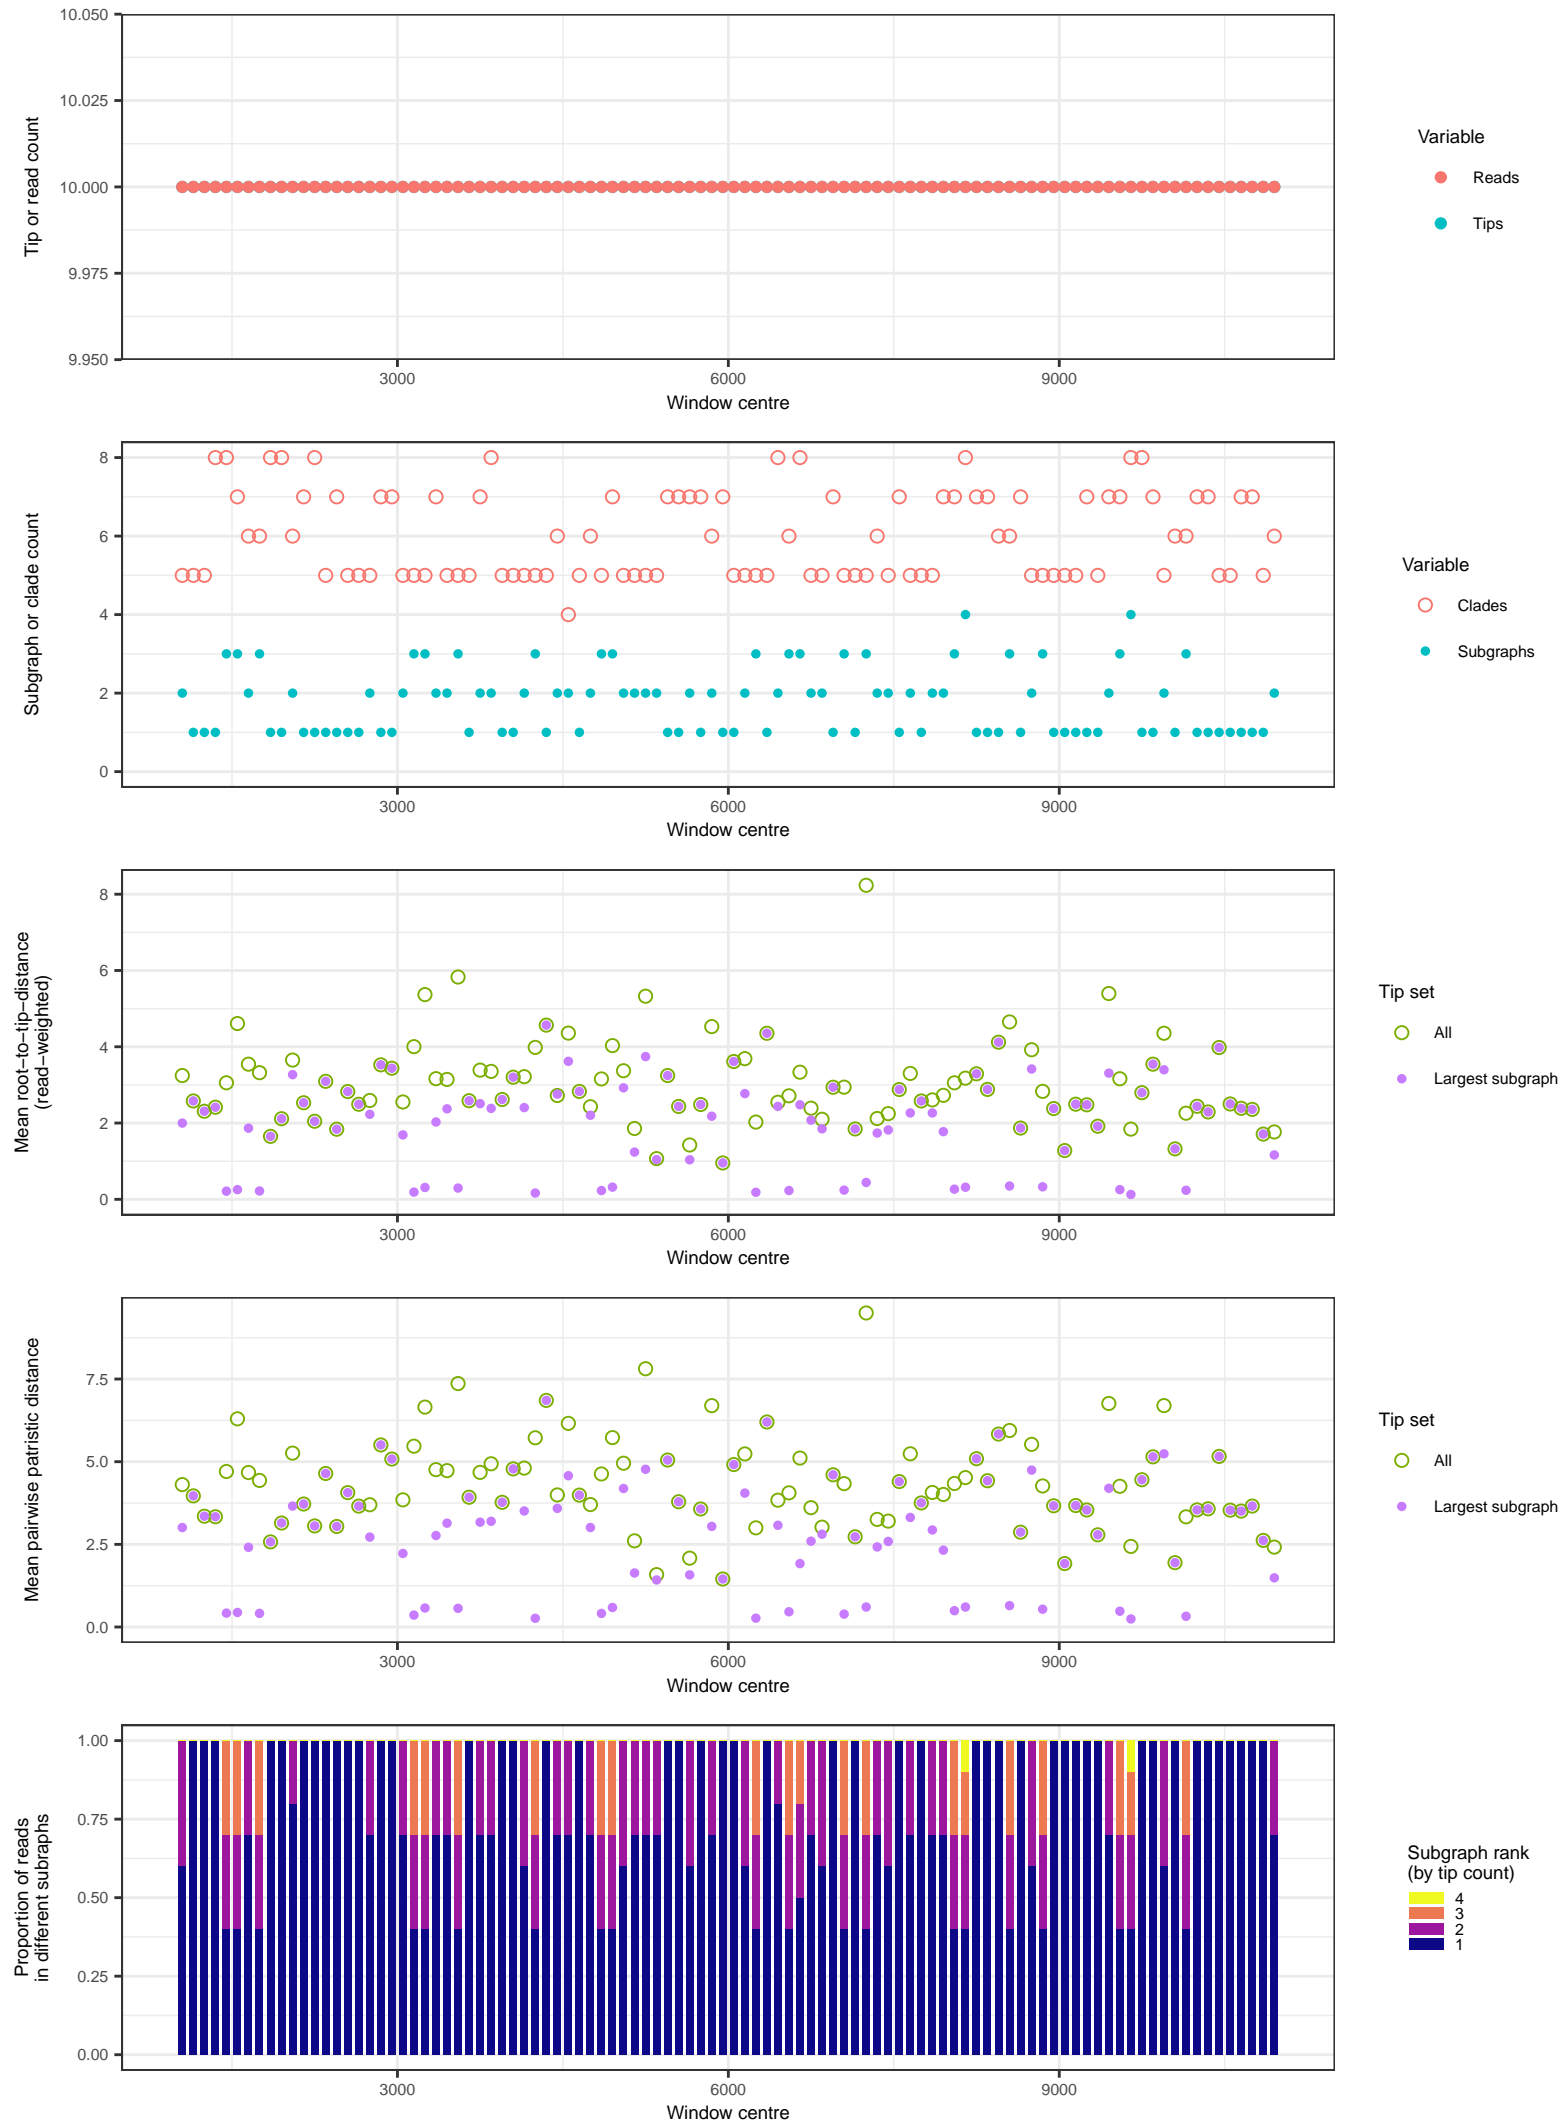 10.050
10.025
10.000
9.975
9.950
Tip or read count
3000
6000
9000
Window centre
Variable
Reads
Tips
8
6
4
2
0
Subgraph or clade count
3000
6000
9000
Window centre
Variable
Clades
Subgraphs
8
6
4
2
0
Mean root−to−tip−distance
(read−weighted)
3000
6000
9000
Window centre
Tip set
All
Largest subgraph
7.5
5.0
2.5
0.0
Mean pairwise patristic distance
3000
6000
9000
Window centre
Tip set
All
Largest subgraph
1.00
0.75
0.50
0.25
0.00
Proportion of reads
in different subraphs
3000
6000
9000
Window centre
Subgraph rank
(by tip count)
4
3
2
1